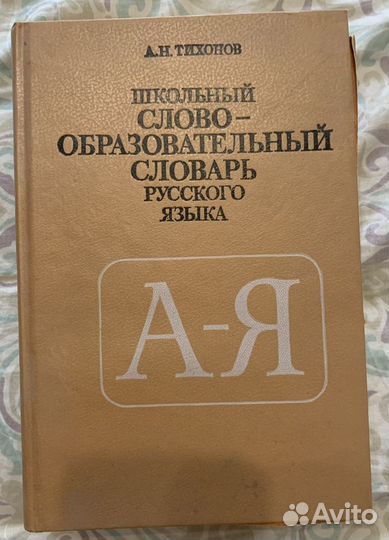 А.Н.ТИХОНОВ
ШКОЛЬНЫЙ
СЛОВО-
ОБРАЗОВАТЕЛЬНЫЙ
СЛОВАРЬ
РУССКОГО
ЯЗЫКА
А-Я
Avito